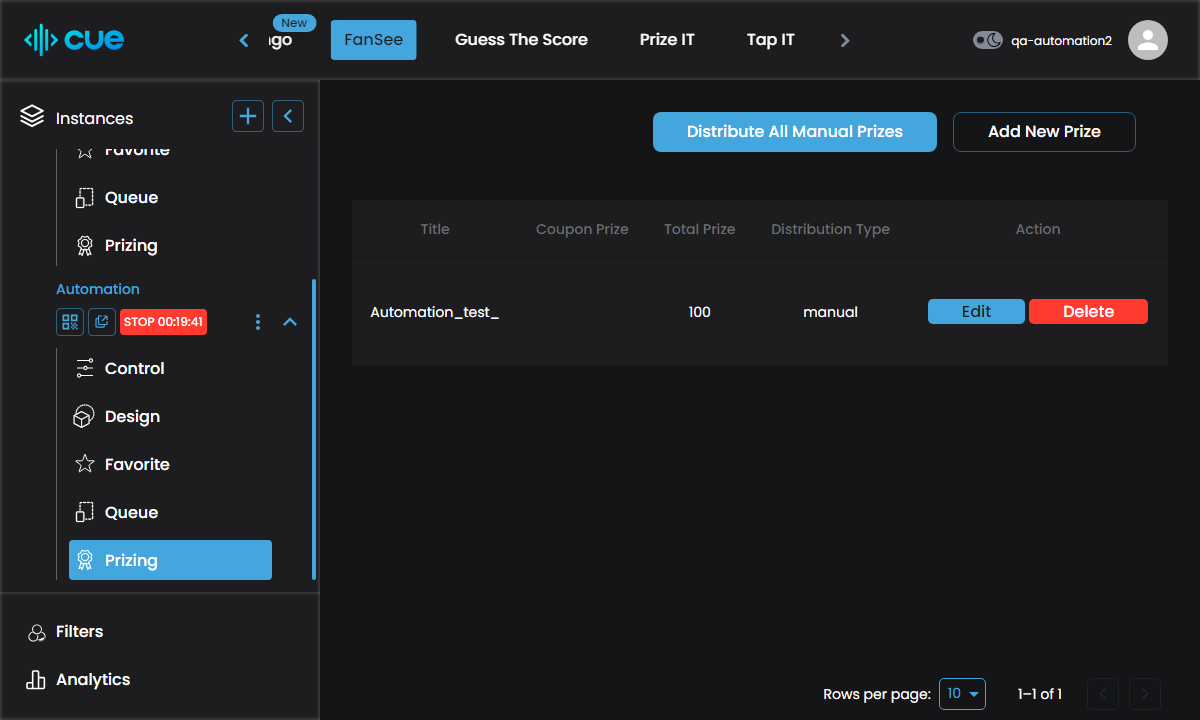 cue
New
ngo
FanSee
Guess The Score
Prize IT
Tap IT
qa-automation2
Instances
Favorite
Queue
Prizing
Automation
STOP 00:19:41
Control
Design
Favorite
Queue
Prizing
Filters
Analytics
Distribute All Manual Prizes
Add New Prize
Title
Coupon Prize
Total Prize
Distribution Type
Action
Automation_test_
100
manual
Edit
Delete
Rows per page:
10
1–1 of 1